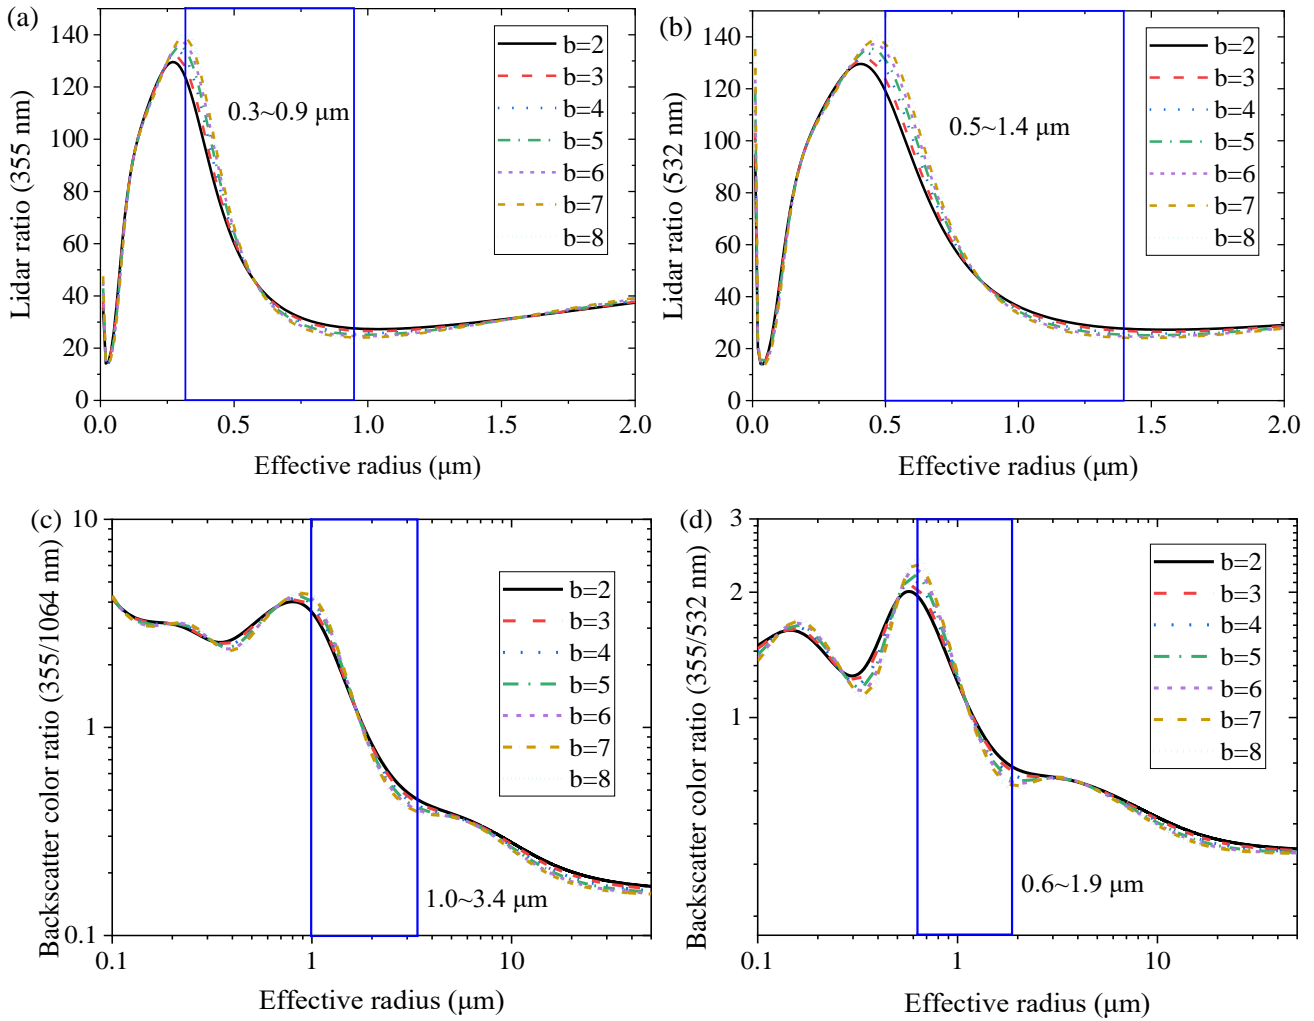 (a)
Lidar ratio (355 nm)
140
120
100
80
60
40
20
0
0.0
0.5
1.0
1.5
2.0
Effective radius (μm)
0.3~0.9 μm
b=2
b=3
b=4
b=5
b=6
b=7
b=8
(b)
Lidar ratio (532 nm)
140
120
100
80
60
40
20
0
0.0
0.5
1.0
1.5
2.0
Effective radius (μm)
0.5~1.4 μm
b=2
b=3
b=4
b=5
b=6
b=7
b=8
(c)
Backscatter color ratio (355/1064 nm)
10
1
0.1
0.1
1
10
Effective radius (μm)
1.0~3.4 μm
b=2
b=3
b=4
b=5
b=6
b=7
b=8
(d)
Backscatter color ratio (355/532 nm)
3
2
1
0.1
1
10
Effective radius (μm)
0.6~1.9 μm
b=2
b=3
b=4
b=5
b=6
b=7
b=8